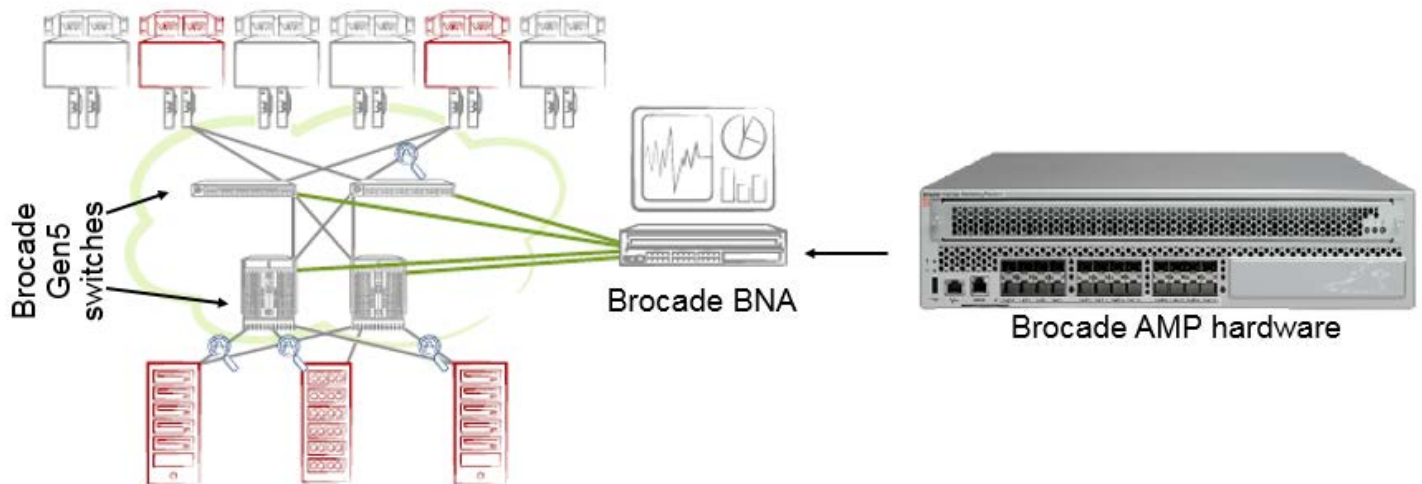 Brocade
Gen5
switches
Brocade BNA
Brocade AMP hardware